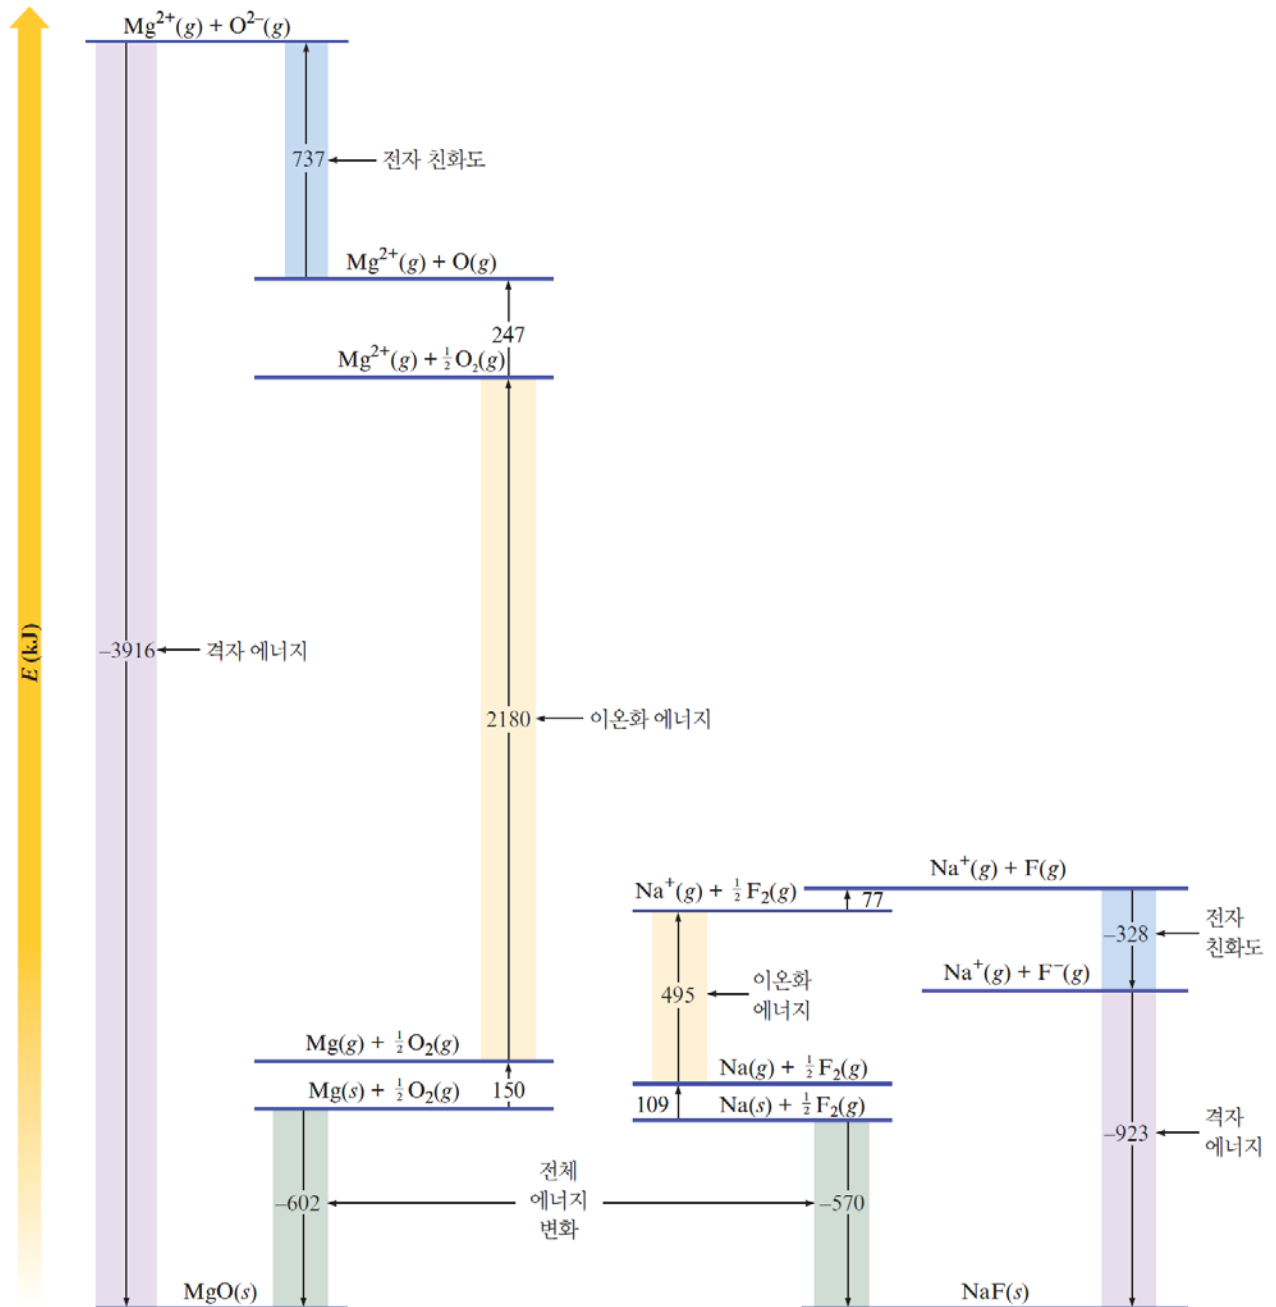 Mg²⁺(g) + O²⁻(g)
737
전자 친화도
Mg²⁺(g) + O(g)
247
Mg²⁺(g) + ½O₂(g)
E (kJ)
–3916
격자 에너지
2180
이온화 에너지
Na⁺(g) + F(g)
Na⁺(g) + ½F₂(g)
77
–328
전자
친화도
Na⁺(g) + F⁻(g)
495
이온화
에너지
Mg(g) + ½O₂(g)
Na(g) + ½F₂(g)
Mg(s) + ½O₂(g)
150
109
Na(s) + ½F₂(g)
–923
격자
에너지
전체
에너지
변화
–602
–570
MgO(s)
NaF(s)